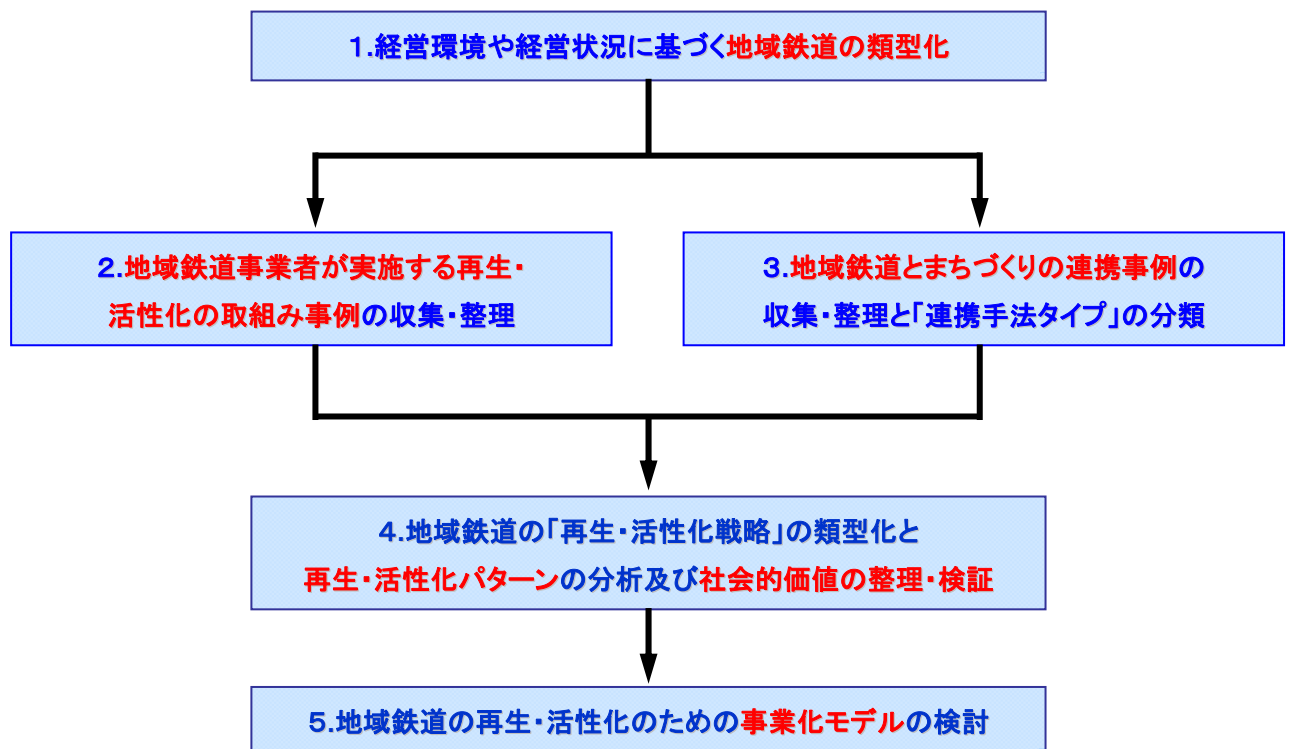 １.経営環境や経営状況に基づく地域鉄道の類型化
２.地域鉄道事業者が実施する再生・
活性化の取組み事例の収集・整理
３.地域鉄道とまちづくりの連携事例の
収集・整理と「連携手法タイプ」の分類
４.地域鉄道の「再生・活性化戦略」の類型化と
再生・活性化パターンの分析及び社会的価値の整理・検証
５.地域鉄道の再生・活性化のための事業化モデルの検討